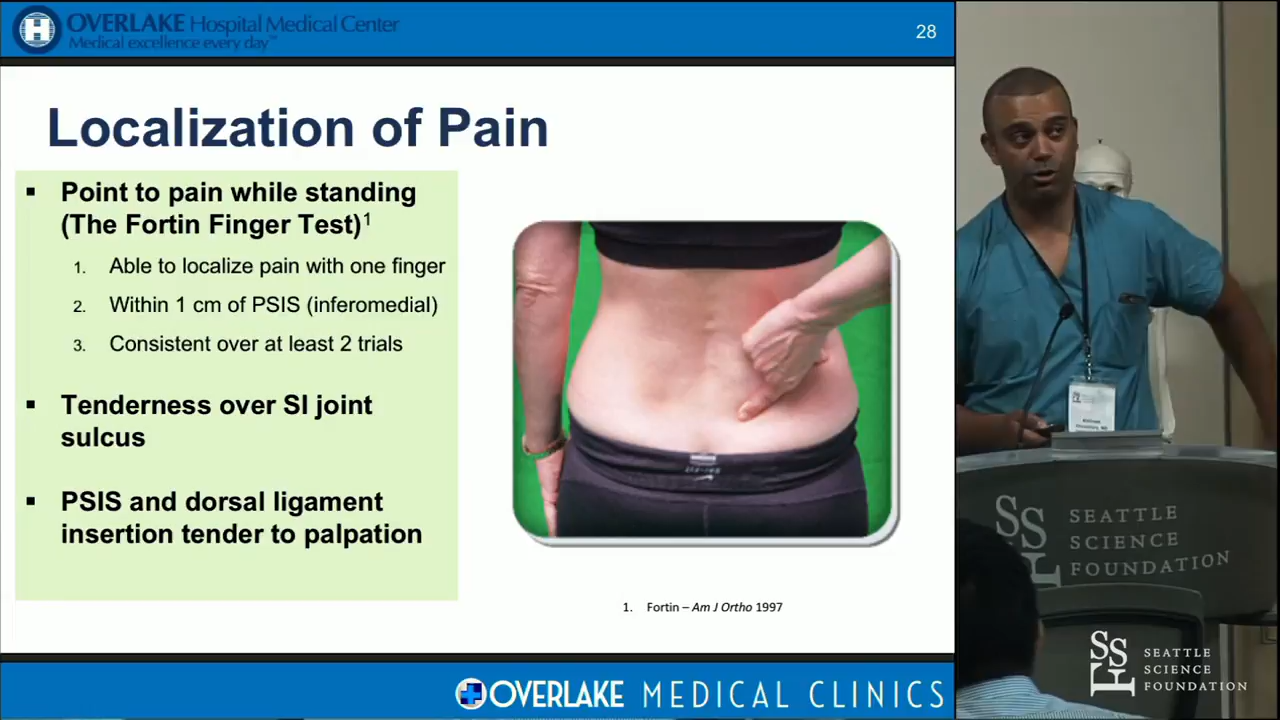 OVERLAKE Hospital Medical Center
Medical excellence every day℠
28
Localization of Pain
▪ Point to pain while standing
(The Fortin Finger Test)¹
1. Able to localize pain with one finger
2. Within 1 cm of PSIS (inferomedial)
3. Consistent over at least 2 trials
▪ Tenderness over SI joint
sulcus
▪ PSIS and dorsal ligament
insertion tender to palpation
1. Fortin – Am J Ortho 1997
OVERLAKE MEDICAL CLINICS
SSF
SEATTLE
SCIENCE
FOUNDATION
SSF
SEATTLE
SCIENCE
FOUNDATION